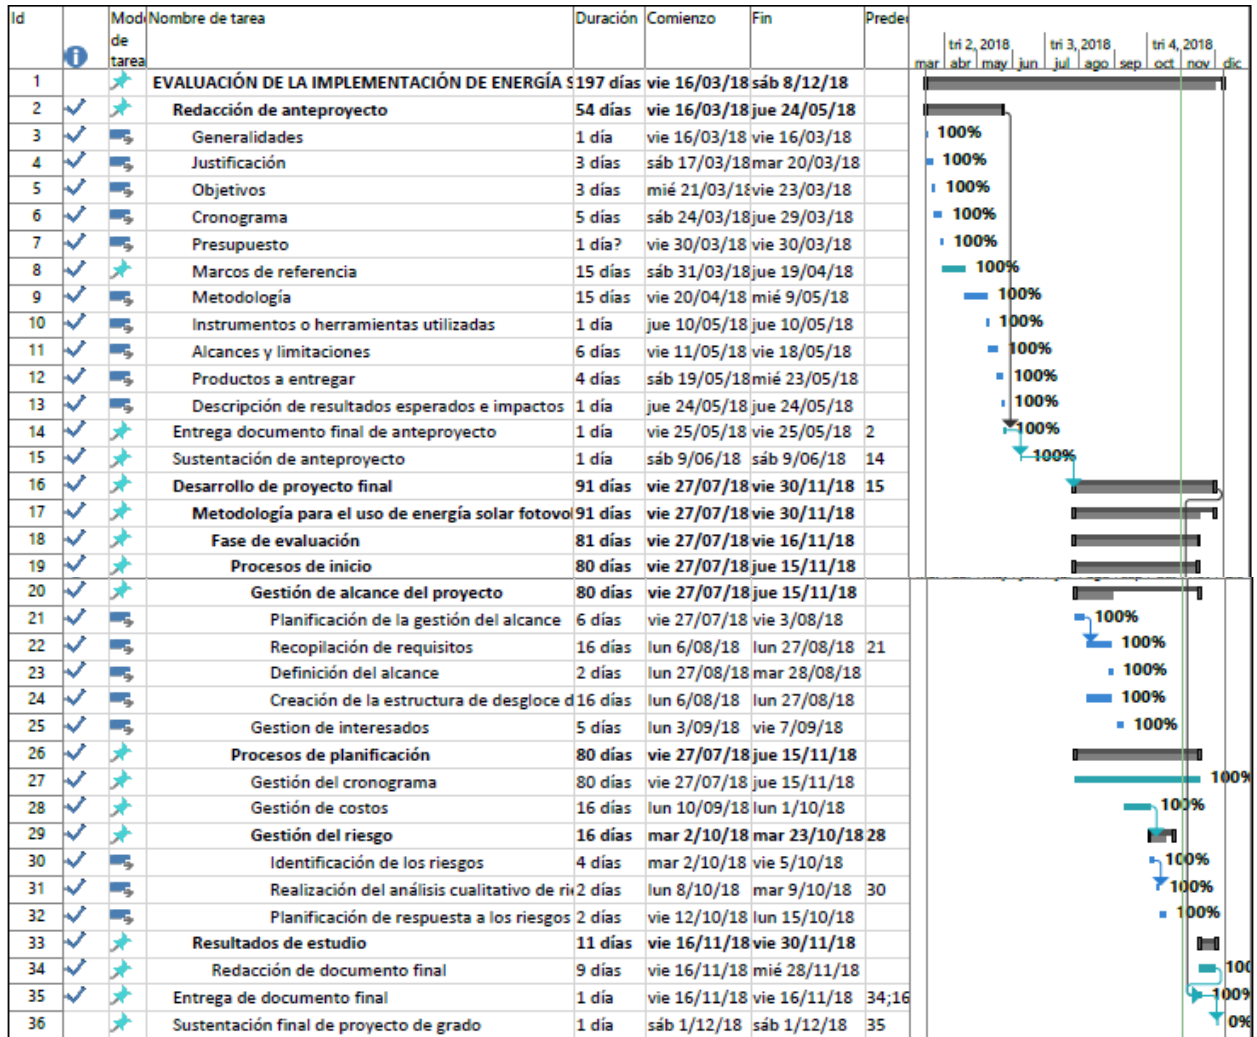 Id Modo de tarea Nombre de tarea Duración Comienzo Fin Predec
tri 2, 2018 tri 3, 2018 tri 4, 2018
mar abr may jun jul ago sep oct nov dic
1 EVALUACIÓN DE LA IMPLEMENTACIÓN DE ENERGÍA S 197 días vie 16/03/18 sáb 8/12/18
2 Redacción de anteproyecto 54 días vie 16/03/18 jue 24/05/18
3 Generalidades 1 día vie 16/03/18 vie 16/03/18 100%
4 Justificación 3 días sáb 17/03/18 mar 20/03/18 100%
5 Objetivos 3 días mié 21/03/18 vie 23/03/18 100%
6 Cronograma 5 días sáb 24/03/18 jue 29/03/18 100%
7 Presupuesto 1 día? vie 30/03/18 vie 30/03/18 100%
8 Marcos de referencia 15 días sáb 31/03/18 jue 19/04/18 100%
9 Metodología 15 días vie 20/04/18 mié 9/05/18 100%
10 Instrumentos o herramientas utilizadas 1 día jue 10/05/18 jue 10/05/18 100%
11 Alcances y limitaciones 6 días vie 11/05/18 vie 18/05/18 100%
12 Productos a entregar 4 días sáb 19/05/18 mié 23/05/18 100%
13 Descripción de resultados esperados e impactos 1 día jue 24/05/18 jue 24/05/18 100%
14 Entrega documento final de anteproyecto 1 día vie 25/05/18 vie 25/05/18 2 100%
15 Sustentación de anteproyecto 1 día sáb 9/06/18 sáb 9/06/18 14 100%
16 Desarrollo de proyecto final 91 días vie 27/07/18 vie 30/11/18 15
17 Metodología para el uso de energía solar fotovol 91 días vie 27/07/18 vie 30/11/18
18 Fase de evaluación 81 días vie 27/07/18 vie 16/11/18
19 Procesos de inicio 80 días vie 27/07/18 jue 15/11/18
20 Gestión de alcance del proyecto 80 días vie 27/07/18 jue 15/11/18
21 Planificación de la gestión del alcance 6 días vie 27/07/18 vie 3/08/18 100%
22 Recopilación de requisitos 16 días lun 6/08/18 lun 27/08/18 21 100%
23 Definición del alcance 2 días lun 27/08/18 mar 28/08/18 100%
24 Creación de la estructura de desgloce d 16 días lun 6/08/18 lun 27/08/18 100%
25 Gestion de interesados 5 días lun 3/09/18 vie 7/09/18 100%
26 Procesos de planificación 80 días vie 27/07/18 jue 15/11/18
27 Gestión del cronograma 80 días vie 27/07/18 jue 15/11/18 100%
28 Gestión de costos 16 días lun 10/09/18 lun 1/10/18 100%
29 Gestión del riesgo 16 días mar 2/10/18 mar 23/10/18 28
30 Identificación de los riesgos 4 días mar 2/10/18 vie 5/10/18 100%
31 Realización del análisis cualitativo de rie 2 días lun 8/10/18 mar 9/10/18 30 100%
32 Planificación de respuesta a los riesgos 2 días vie 12/10/18 lun 15/10/18 100%
33 Resultados de estudio 11 días vie 16/11/18 vie 30/11/18
34 Redacción de documento final 9 días vie 16/11/18 mié 28/11/18 100
35 Entrega de documento final 1 día vie 16/11/18 vie 16/11/18 34;16 100%
36 Sustentación final de proyecto de grado 1 día sáb 1/12/18 sáb 1/12/18 35 0%